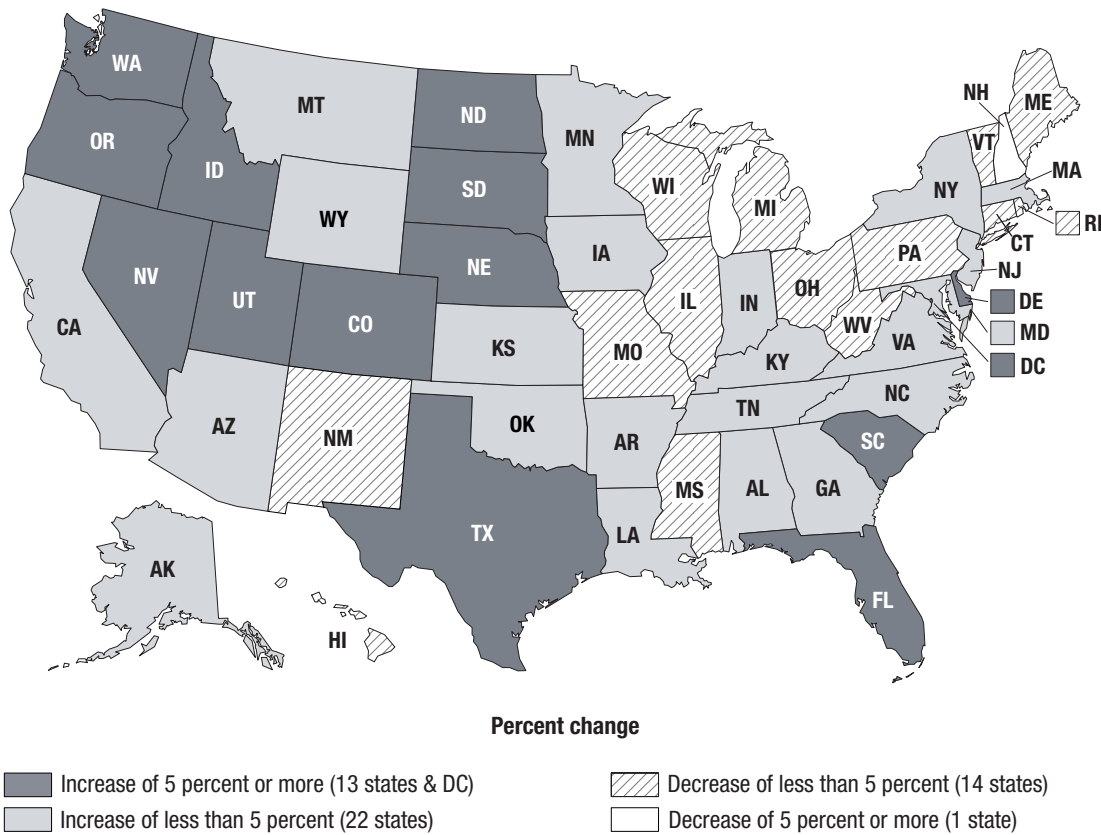 WA
MT
ND
MN
OR
ID
SD
WY
WI
MI
NH
ME
VT
MA
NY
RI
CT
NV
UT
CO
NE
IA
IL
IN
OH
PA
NJ
DE
MD
DC
CA
KS
MO
WV
VA
KY
AZ
NM
OK
AR
TN
NC
SC
TX
LA
MS
AL
GA
AK
HI
FL
Percent change
Increase of 5 percent or more (13 states & DC)
Decrease of less than 5 percent (14 states)
Increase of less than 5 percent (22 states)
Decrease of 5 percent or more (1 state)